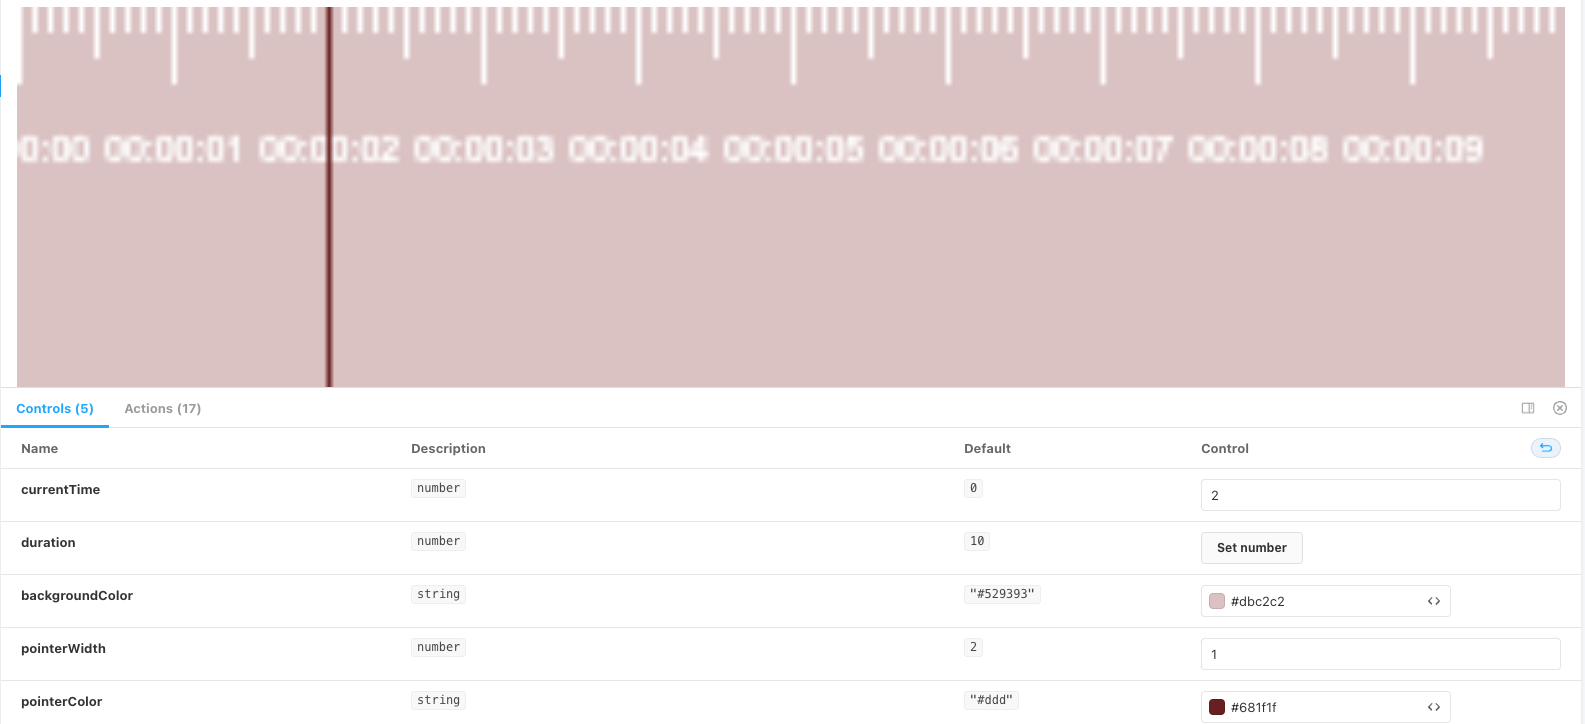 0:00 00:00:01 00:00:02 00:00:03 00:00:04 00:00:05 00:00:06 00:00:07 00:00:08 00:00:09
Controls (5) Actions (17)
Name Description Default Control
currentTime number 0 2
duration number 10 Set number
backgroundColor string "#529393" #dbc2c2
pointerWidth number 2 1
pointerColor string "#ddd" #681f1f